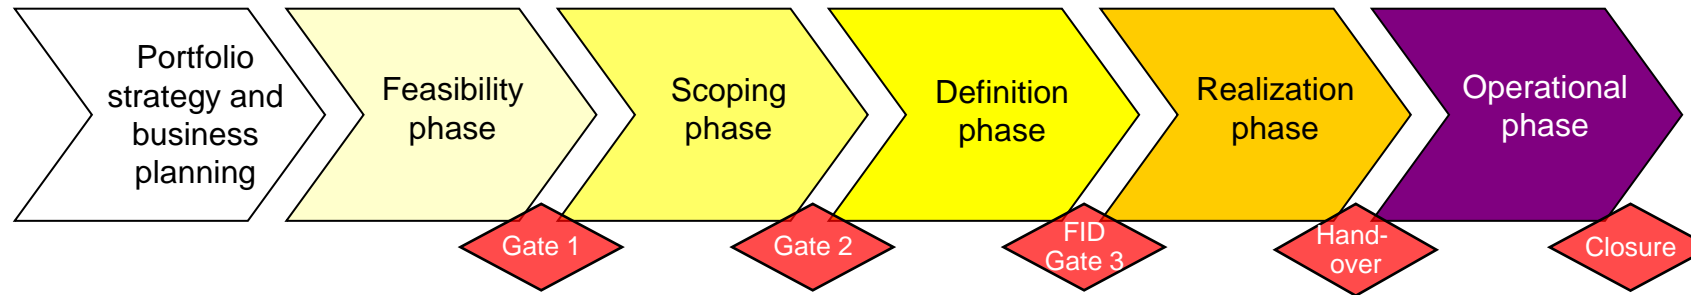 Portfolio
strategy and
business
planning
Feasibility
phase
Scoping
phase
Definition
phase
Realization
phase
Operational
phase
Gate 1
Gate 2
FID
Gate 3
Hand-
over
Closure